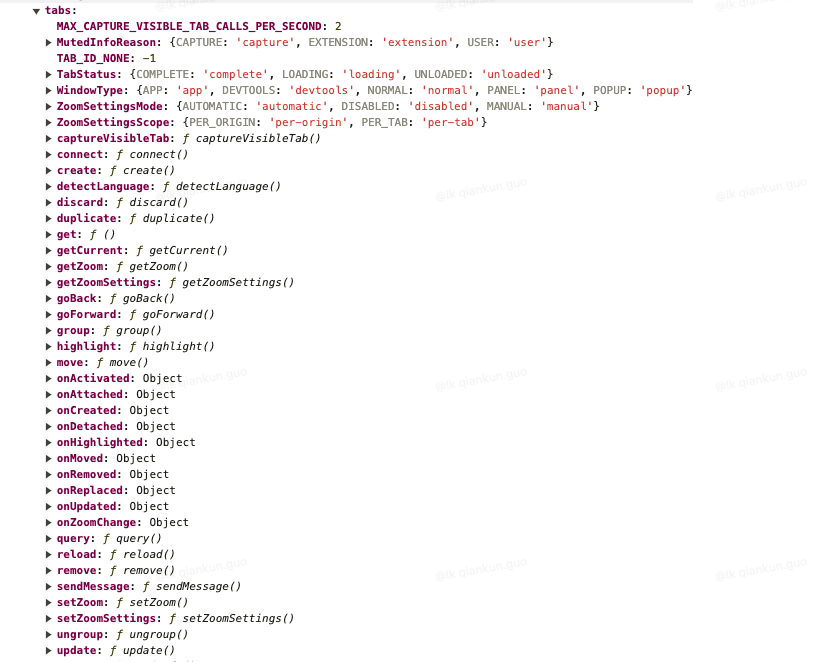 tabs:
MAX_CAPTURE_VISIBLE_TAB_CALLS_PER_SECOND: 2
MutedInfoReason: {CAPTURE: 'capture', EXTENSION: 'extension', USER: 'user'}
TAB_ID_NONE: -1
TabStatus: {COMPLETE: 'complete', LOADING: 'loading', UNLOADED: 'unloaded'}
WindowType: {APP: 'app', DEVTOOLS: 'devtools', NORMAL: 'normal', PANEL: 'panel', POPUP: 'popup'}
ZoomSettingsMode: {AUTOMATIC: 'automatic', DISABLED: 'disabled', MANUAL: 'manual'}
ZoomSettingsScope: {PER_ORIGIN: 'per-origin', PER_TAB: 'per-tab'}
captureVisibleTab: ƒ captureVisibleTab()
connect: ƒ connect()
create: ƒ create()
detectLanguage: ƒ detectLanguage()
discard: ƒ discard()
duplicate: ƒ duplicate()
get: ƒ ()
getCurrent: ƒ getCurrent()
getZoom: ƒ getZoom()
getZoomSettings: ƒ getZoomSettings()
goBack: ƒ goBack()
goForward: ƒ goForward()
group: ƒ group()
highlight: ƒ highlight()
move: ƒ move()
onActivated: Object
onAttached: Object
onCreated: Object
onDetached: Object
onHighlighted: Object
onMoved: Object
onRemoved: Object
onReplaced: Object
onUpdated: Object
onZoomChange: Object
query: ƒ query()
reload: ƒ reload()
remove: ƒ remove()
sendMessage: ƒ sendMessage()
setZoom: ƒ setZoom()
setZoomSettings: ƒ setZoomSettings()
ungroup: ƒ ungroup()
update: ƒ update()